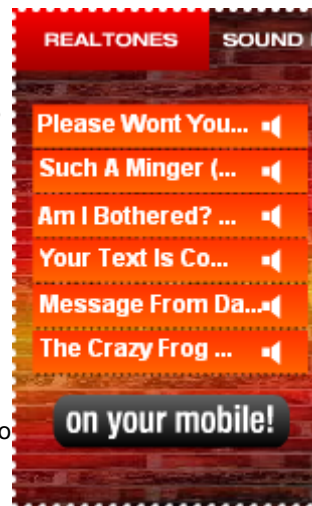 REALTONES SOUND
Please Wont You...
Such A Minger (...
Am I Bothered? ...
Your Text Is Co...
Message From Da...
The Crazy Frog ...
on your mobile!